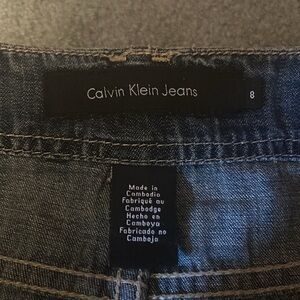 Calvin Klein Jeans 8
Made in
Cambodia
Fabriqué au
Cambodge
Hecho en
Camboya
Fabricado no
Camboja